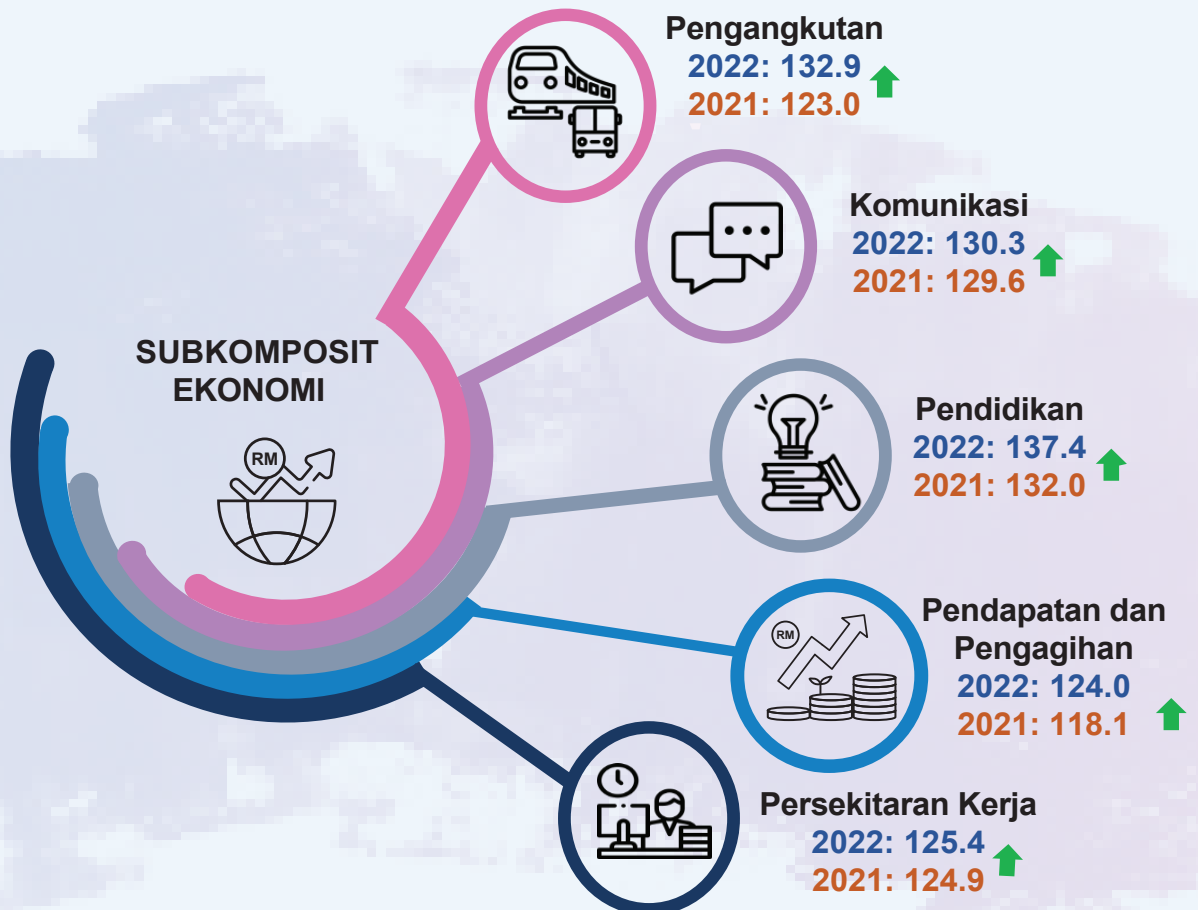 Pengangkutan
2022: 132.9
2021: 123.0
Komunikasi
2022: 130.3
2021: 129.6
SUBKOMPOSIT
EKONOMI
RM
Pendidikan
2022: 137.4
2021: 132.0
RM
Pendapatan dan
Pengagihan
2022: 124.0
2021: 118.1
Persekitaran Kerja
2022: 125.4
2021: 124.9